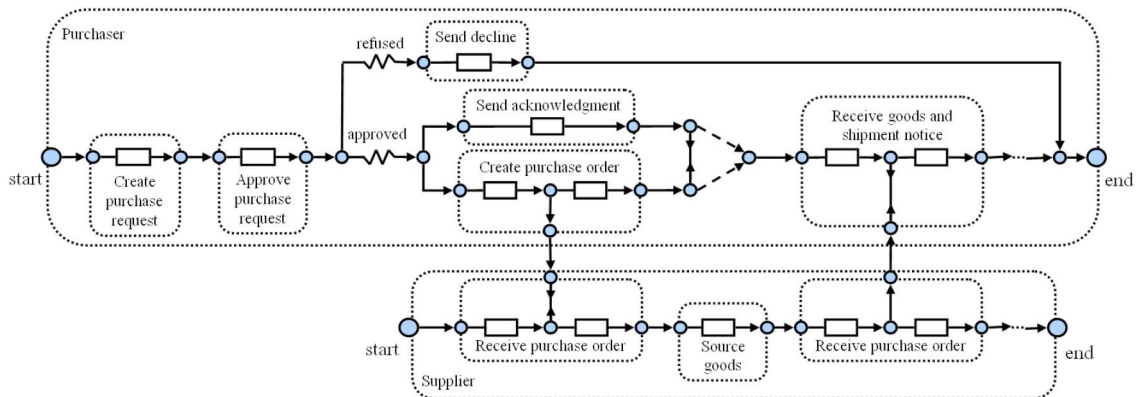 Purchaser
Send decline
refused
Send acknowledgment
approved
Receive goods and
shipment notice
Create purchase order
start
Create
purchase
request
Approve
purchase
request
end
start
Receive purchase order
Source
goods
Receive purchase order
end
Supplier